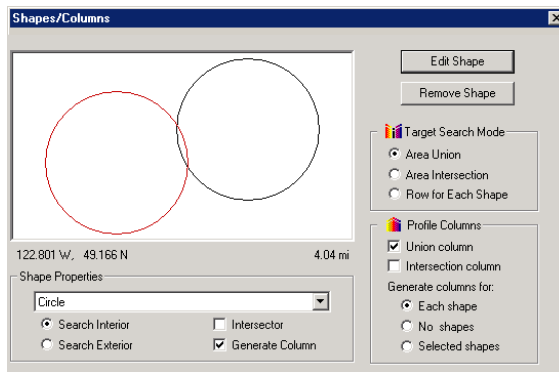 Shapes/Columns
Edit Shape
Remove Shape
Target Search Mode
Area Union
Area Intersection
Row for Each Shape
122.801 W, 49.166 N
4.04 mi
Shape Properties
Circle
Search Interior
Intersector
Search Exterior
Generate Column
Profile Columns
Union column
Intersection column
Generate columns for:
Each shape
No shapes
Selected shapes